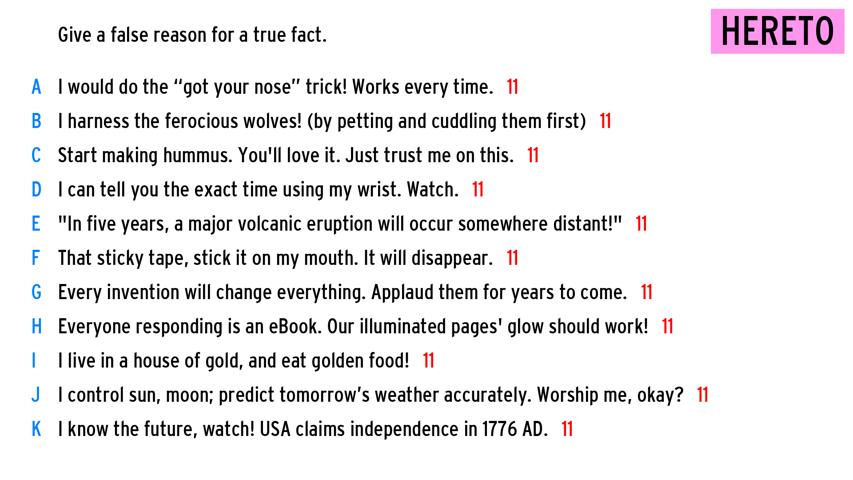 Give a false reason for a true fact.
HERETO
A I would do the “got your nose” trick! Works every time. 11
B I harness the ferocious wolves! (by petting and cuddling them first) 11
C Start making hummus. You'll love it. Just trust me on this. 11
D I can tell you the exact time using my wrist. Watch. 11
E "In five years, a major volcanic eruption will occur somewhere distant!" 11
F That sticky tape, stick it on my mouth. It will disappear. 11
G Every invention will change everything. Applaud them for years to come. 11
H Everyone responding is an eBook. Our illuminated pages' glow should work! 11
I I live in a house of gold, and eat golden food! 11
J I control sun, moon; predict tomorrow’s weather accurately. Worship me, okay? 11
K I know the future, watch! USA claims independence in 1776 AD. 11